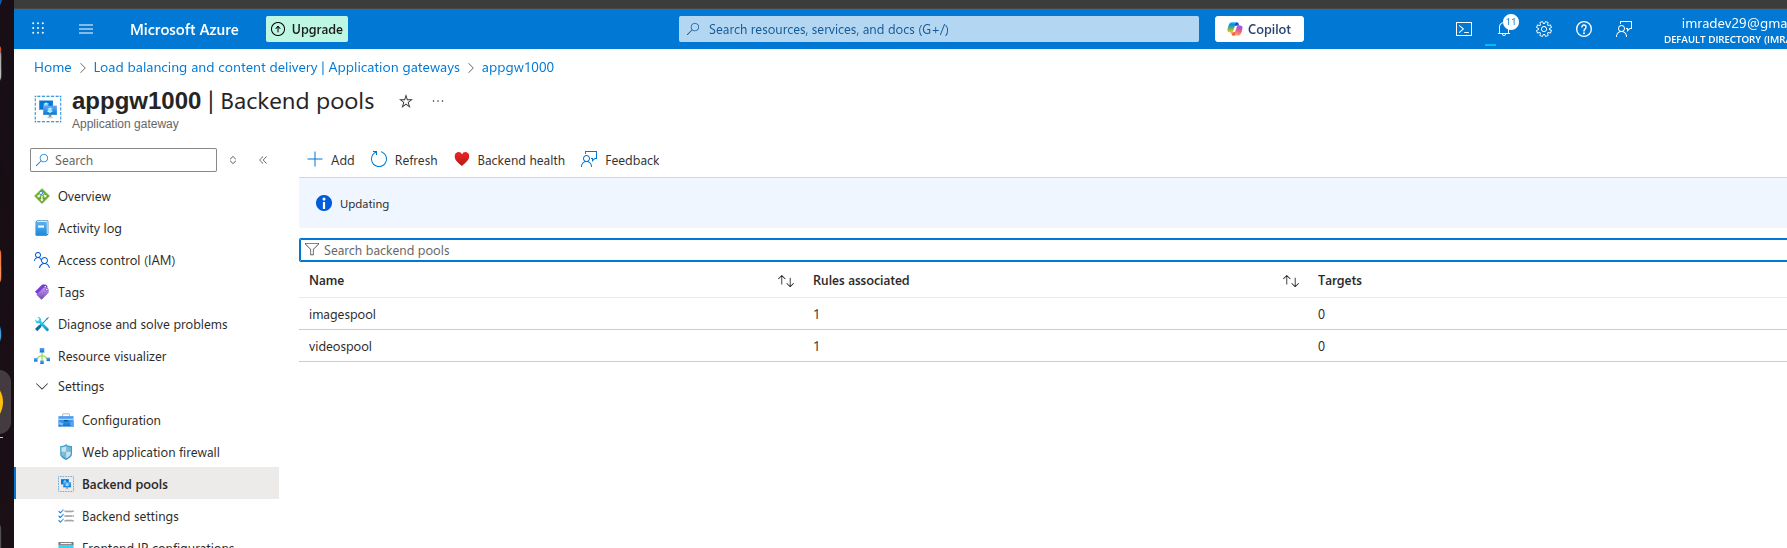 Microsoft Azure
Upgrade
Search resources, services, and docs (G+/)
Copilot
11
imradev29@gma
DEFAULT DIRECTORY (IMRA
Home > Load balancing and content delivery | Application gateways > appgw1000
appgw1000 | Backend pools
Application gateway
Search
Add
Refresh
Backend health
Feedback
Overview
Activity log
Access control (IAM)
Tags
Diagnose and solve problems
Resource visualizer
Settings
Configuration
Web application firewall
Backend pools
Backend settings
Frontend IP configurations
Updating
Search backend pools
Name Rules associated Targets
imagespool 1 0
videospool 1 0